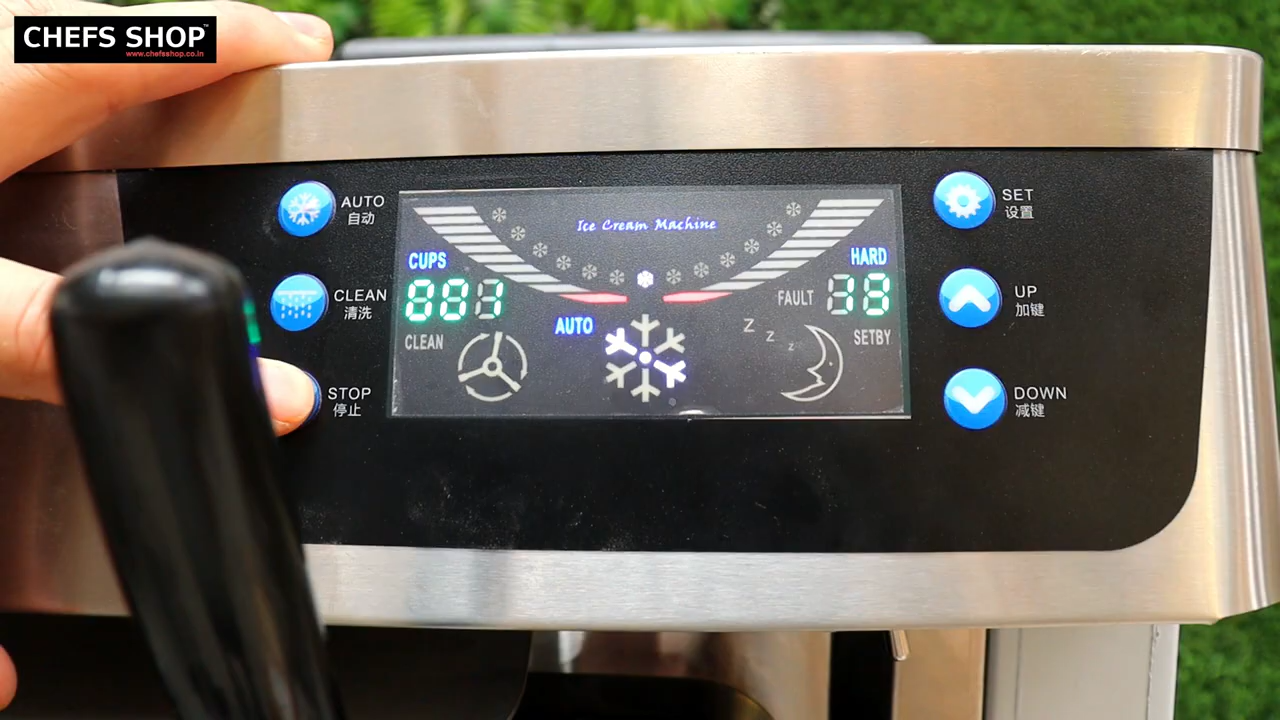 CHEFS SHOP™
www.chefsshop.co.in
AUTO
自动
CLEAN
清洗
STOP
停止
Ice Cream Machine
CUPS
HARD
FAULT
AUTO
CLEAN
Z z z
SETBY
SET
设置
UP
加键
DOWN
减键